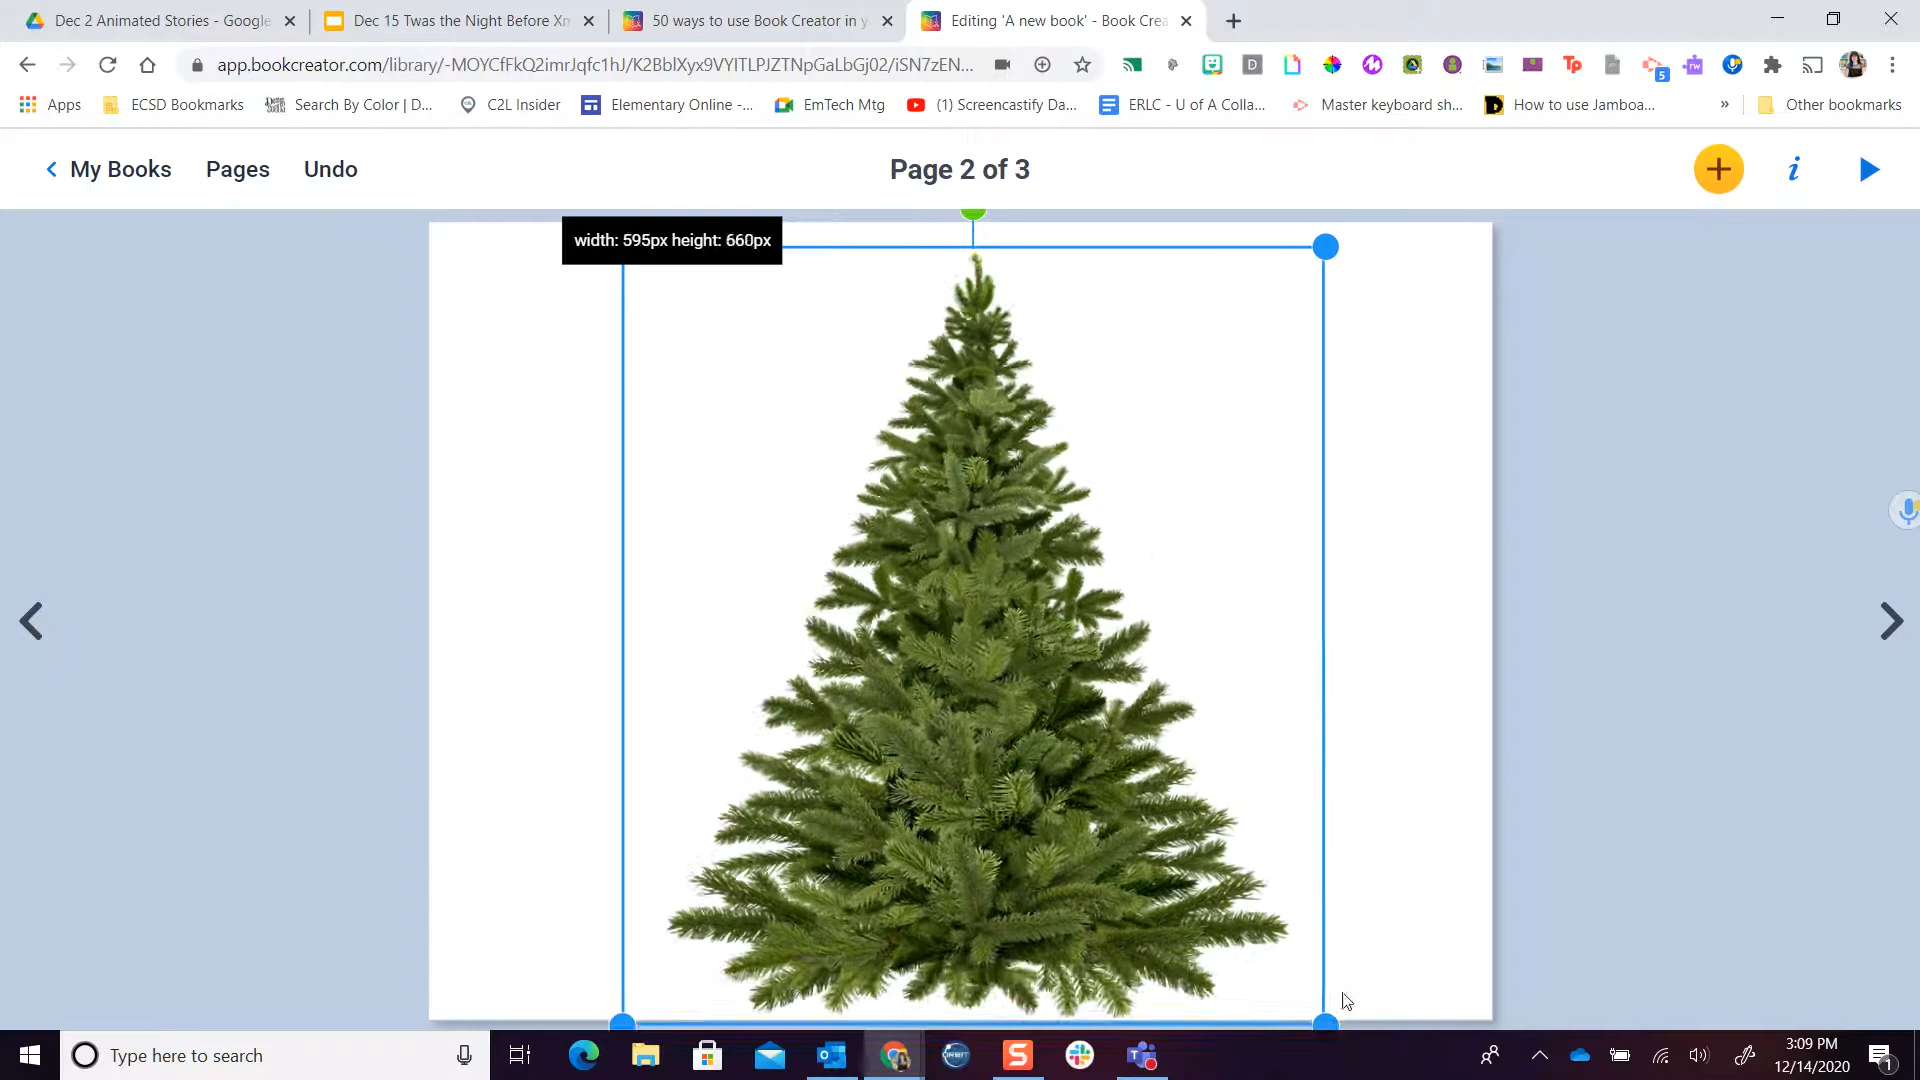 Dec 2 Animated Stories - Google
Dec 15 Twas the Night Before Xm
50 ways to use Book Creator in y
Editing 'A new book' - Book Crea
app.bookcreator.com/library/-MOYCfFkQ2imrJqfc1hJ/K2BblXyx9VYITLPJZTNpGaLbGj02/iSN7zEN...
Apps
ECSD Bookmarks
Search By Color | D...
C2L Insider
Elementary Online -...
EmTech Mtg
(1) Screencastify Da...
ERLC - U of A Colla...
Master keyboard sh...
How to use Jamboa...
»
Other bookmarks
My Books
Pages
Undo
Page 2 of 3
width: 595px height: 660px
Type here to search
3:09 PM
12/14/2020